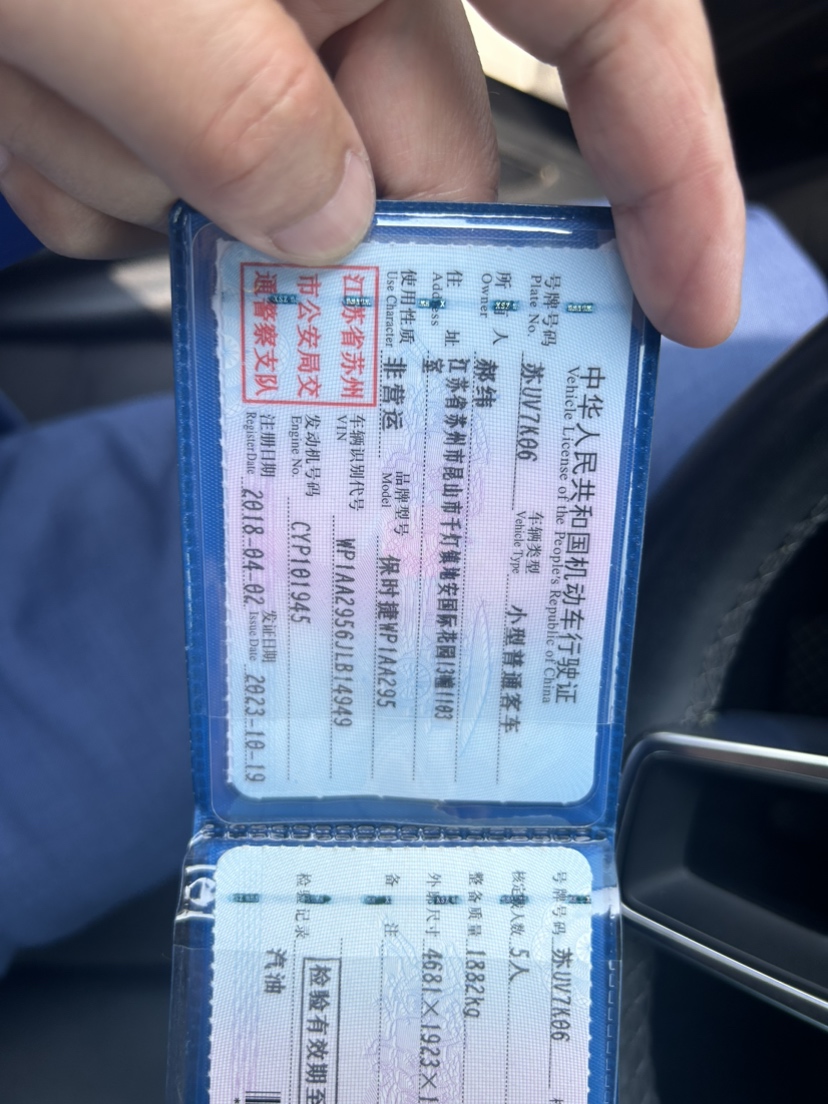 中华人民共和国机动车行驶证
Vehicle License of the People's Republic of China
号牌号码 苏UV7K06 车辆类型 小型普通客车
Plate No. Vehicle Type
所 人 郝纬
Owner
住 址 江苏省苏州市昆山市千灯镇 安国际花园13幢1103
Address 室
使用性质 非营运 品牌型号 保时捷WP1AA295
Use Character Model
江苏省苏州
市公安局交
通警察支队
车辆识别代号 WP1AA2956JLB14949
VIN
发动机号码 CYP101945
Engine No.
注册日期 2018-04-02 发证日期 2023-10-19
Register Date Issue Date
号牌号码 苏UV7K06
核定 人数 5人
整备质量 1882kg
外 尺寸 4681×1923×1
备 注
检验有效期至
检 记录 汽油